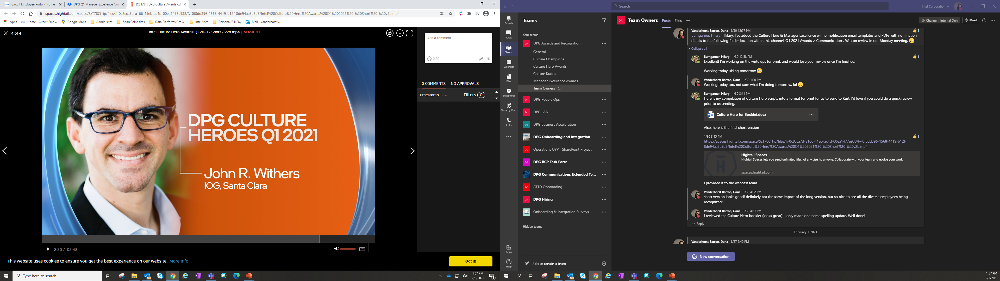 Circuit Employee Portal - Home
DPG Q1 Manager Excellence Awa
[CLIENT] DPG Culture Awards Q1
spaces.hightail.com/space/SzT78Ci1ip/files/fi-0c8cca7d-a166-41eb-ac4d-00ea1477e938/fv-0f8dd396-1568-4419-b12f-8de94aa3a5d5/Intel%20Culture%20Hero%20Awards%20Q1%202021%20-%20Short%20-%20v2b.mp4
Apps
Home - Circuit Emp...
Google Maps
Admin sites
SharePoint sites
Data Platforms Gro...
Intel sites
Personal/Bill Pay
Mail - Vanderhorst...
4 of 4
Intel Culture Hero Awards Q1 2021 - Short - v2b.mp4 | VERSION 1
DPG CULTURE
HEROES Q1 2021
John R. Withers
IOG, Santa Clara
2:20 / 02:48
Add a comment
2:20
0 COMMENTS NO APPROVALS
Timestamp Filters 0
This website uses cookies to ensure you get the best experience on our website. More Info
Got it!
Type here to search
1:57 PM
2/3/2021
8
Search
Intel Corporation
Activity
Chat
Teams
Calendar
Files
Setup tool
Tasks by Pla...
Calls
Apps
Help
Teams
Your teams
DA DPG Awards and Recognition
General
Culture Champions
Culture Hero Awards
Culture Kudos
Manager Excellence Awards
Team Owners
DP DPG People Ops
DL DPG LAB
DB DPG Business Acceleration
DPG Onboarding and Integration
OU Operations UYP - SharePoint Project
DB DPG BCP Task Force
DPG Communications Extended Te...
AO ATTD Onboarding
DH DPG Hiring
Onboarding & Integration Surveys
Hidden teams
Join or create a team
DA Team Owners Posts Files
Channel | Internal Only
Meet
Vanderhorst Barron, Dana 1/30 12:57 PM
1
Bumgarner, Hilary - Hilary, I've added the Culture Hero & Manager Excellence winner notification email templates and PDFs with nomination
details to the following folder location within this channel: Q1 2021 Awards > Communications. We can review in our Monday meeting.
Collapse all
Bumgarner, Hilary 1/30 12:58 PM
1
Excellent! I'm working on the write ups for print, and would love your review once I'm finished.
Working today, skiing tomorrow
Vanderhorst Barron, Dana 1/30 1:00 PM
Working today too, not sure what I'm doing tomorrow, lol
Bumgarner, Hilary 1/30 3:41 PM
Here is my compilation of Culture Hero scripts into a format for print for us to send to Kurt. I'd love if you could do a quick review
prior to us sending.
Culture Hero for Booklet.docx
Also, here is the final short version
1/30 3:45 PM
1
https://spaces.hightail.com/space/SzT78Ci1ip/files/fi-0c8cca7d-a166-41eb-ac4d-00ea1477e938/fv-0f8dd396-1568-4419-b12f-
8de94aa3a5d5/Intel%20Culture%20Hero%20Awards%20Q1%202021%20-%20Short%20-%20v2b.mp4
Hightail Spaces
Hightail Spaces lets you send unlimited files, of any size, to anyone. Collaborate with your team and evolve your work.
spaces.hightail.com
I provided it to the webcast team
Vanderhorst Barron, Dana 1/30 4:22 PM
short version looks good! definitely not the same impact of the long version, but so nice to see all the diverse employees being
recognized!
Vanderhorst Barron, Dana 1/30 4:31 PM
I reviewed the Culture Hero booklet (looks great)! I only made one name spelling update. Well done!
Reply
February 1, 2021
Vanderhorst Barron, Dana 1/27 5:40 PM
New conversation
1:57 PM
2/3/2021